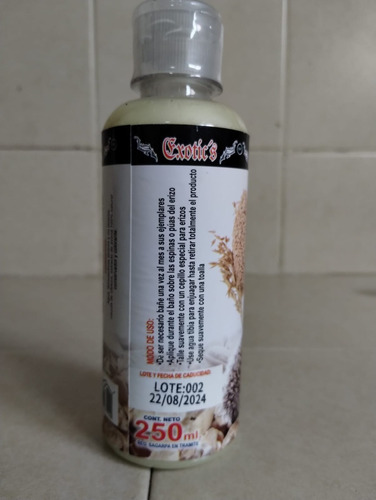 Exotic's
MODO DE USO:
•De ser necesario bañe una vez al mes a sus ejemplares
•Aplique durante el baño sobre las espinas o puas del erizo
•Talle suavemente con un cepillo especial para erizos
•Use agua tibia para enjuagar hasta retirar totalmente el producto
•Seque suavemente con una toalla
LOTE Y FECHA DE CADUCIDAD
LOTE:002
22/08/2024
CONT. NETO
250ml.
REG. SAGARPA EN TRAMITE